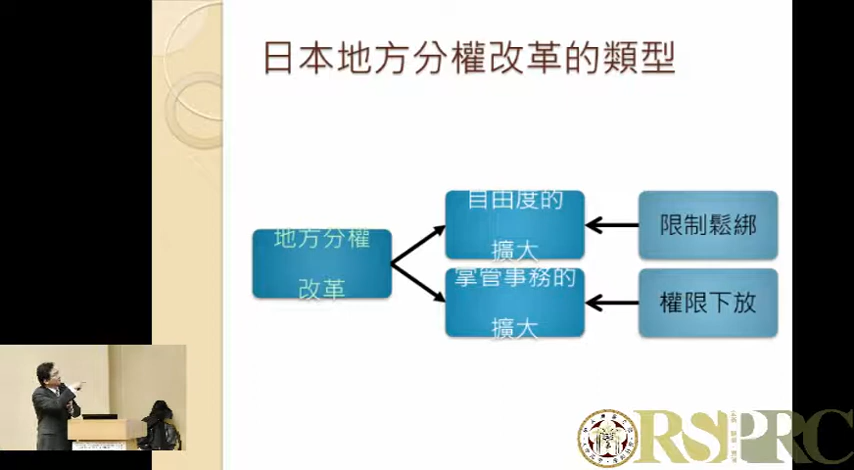 日本地方分權改革的類型
地方分權
改革
自由度的
擴大
掌管事務的
擴大
限制鬆綁
權限下放
RSPRC